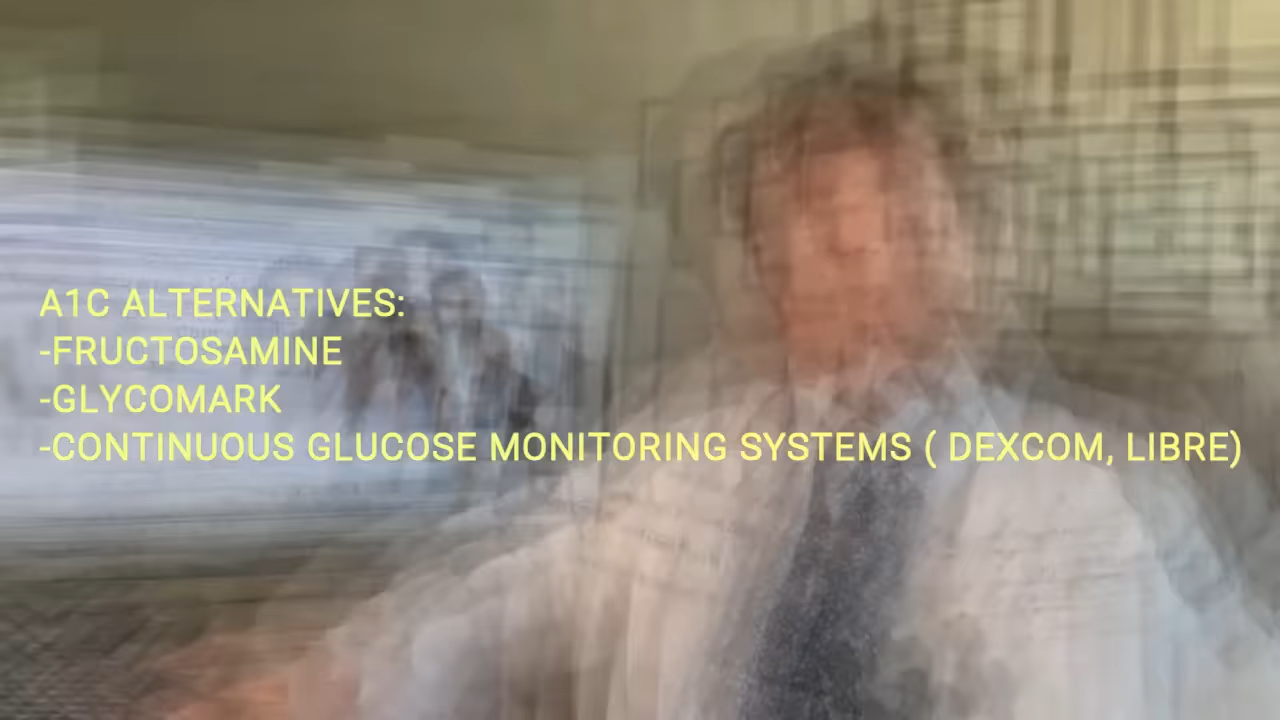 A1C ALTERNATIVES:
-FRUCTOSAMINE
-GLYCOMARK
-CONTINUOUS GLUCOSE MONITORING SYSTEMS ( DEXCOM, LIBRE)